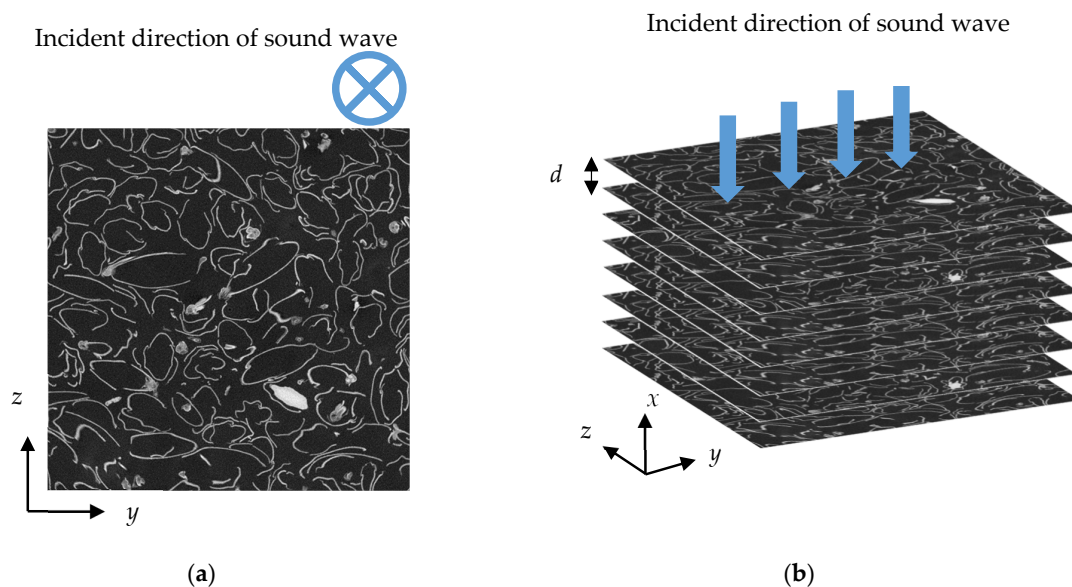 Incident direction of sound wave
z
y
(a)
Incident direction of sound wave
d
x
z
y
(b)